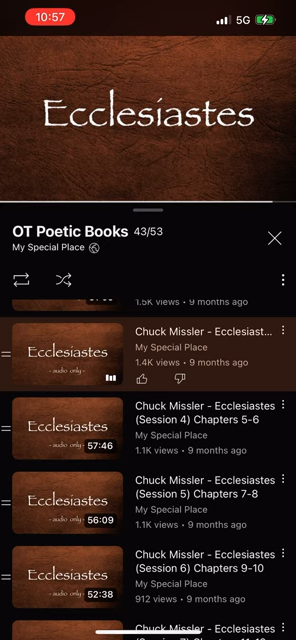 10:57
5G
Ecclesiastes
OT Poetic Books 43/53
My Special Place
1.5K views • 9 months ago
Ecclesiastes
- audio only -
Chuck Missler - Ecclesiast...
My Special Place
1.4K views • 9 months ago
Ecclesiastes
- audio only -
57:46
Chuck Missler - Ecclesiastes
(Session 4) Chapters 5-6
My Special Place
1.1K views • 9 months ago
Ecclesiastes
- audio only -
56:09
Chuck Missler - Ecclesiastes
(Session 5) Chapters 7-8
My Special Place
1.1K views • 9 months ago
Ecclesiastes
- audio only -
52:38
Chuck Missler - Ecclesiastes
(Session 6) Chapters 9-10
My Special Place
912 views • 9 months ago
Ecclesiastes
Chuck Missler - Ecclesiastes